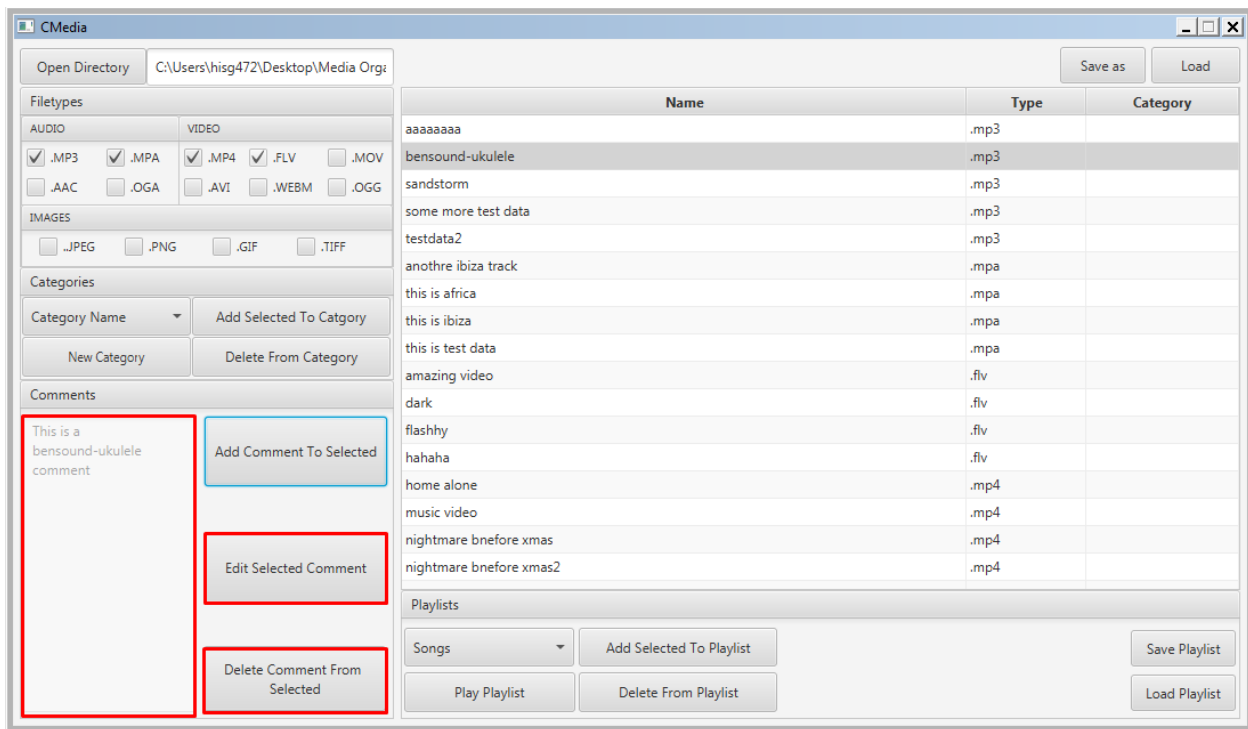 CMedia
Open Directory C:\Users\hisg472\Desktop\Media Orga Save as Load
Filetypes
AUDIO VIDEO
.MP3 .MPA .MP4 .FLV .MOV
.AAC .OGA .AVI .WEBM .OGG
IMAGES
.JPEG .PNG .GIF .TIFF
Categories
Category Name Add Selected To Catgory
New Category Delete From Category
Comments
This is a
bensound-ukulele
comment
Add Comment To Selected
Edit Selected Comment
Delete Comment From
Selected
Name Type Category
aaaaaaaa .mp3
bensound-ukulele .mp3
sandstorm .mp3
some more test data .mp3
testdata2 .mp3
anothre ibiza track .mpa
this is africa .mpa
this is ibiza .mpa
this is test data .mpa
amazing video .flv
dark .flv
flashhy .flv
hahaha .flv
home alone .mp4
music video .mp4
nightmare bnefore xmas .mp4
nightmare bnefore xmas2 .mp4
Playlists
Songs Add Selected To Playlist Save Playlist
Play Playlist Delete From Playlist Load Playlist